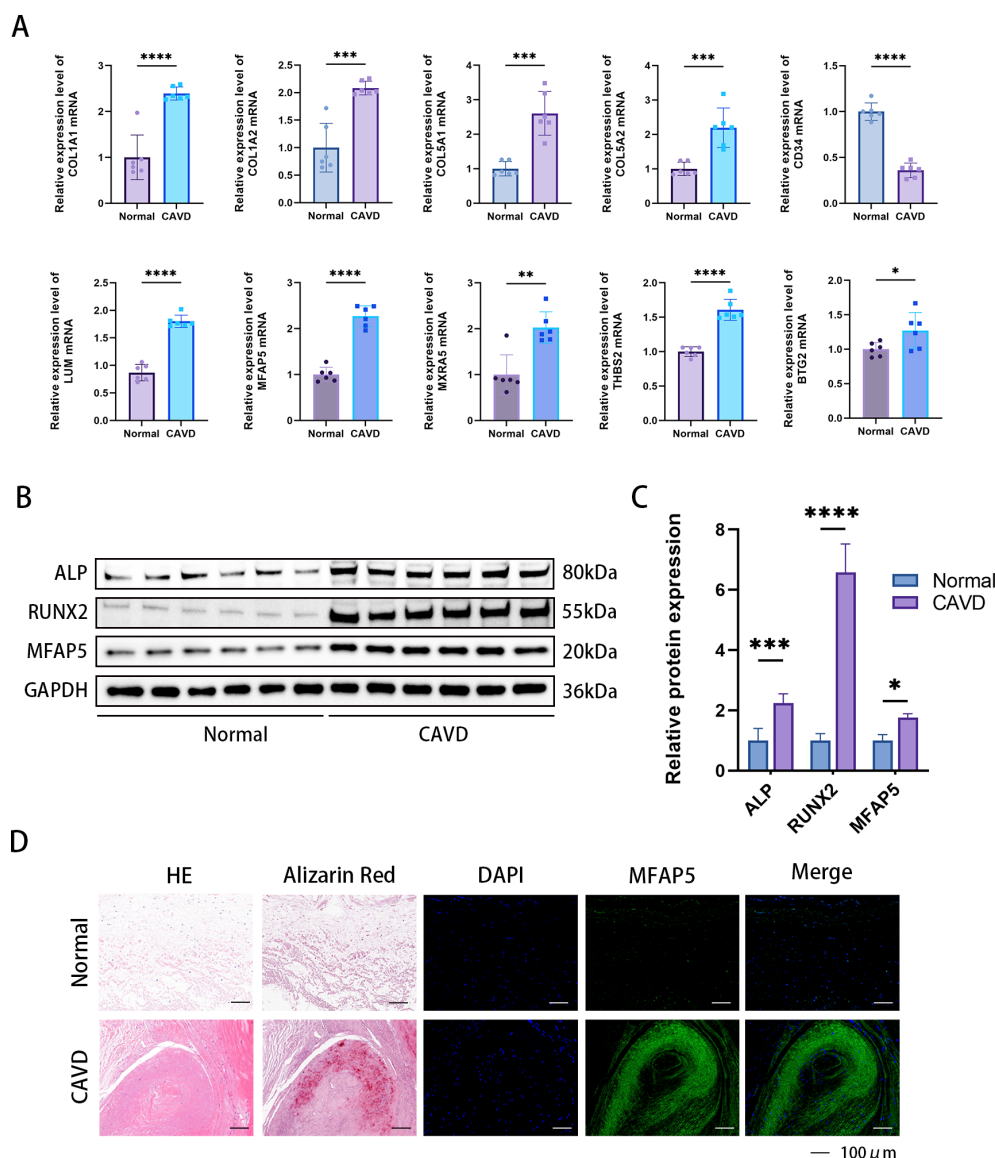 A
Relative expression level of
COL1A1 mRNA
3
2
1
0
****
Normal CAVD
Relative expression level of
COL1A2 mRNA
2.5
2.0
1.5
1.0
0.5
0.0
***
Normal CAVD
Relative expression level of
COL5A1 mRNA
4
3
2
1
0
***
Normal CAVD
Relative expression level of
COL5A2 mRNA
4
3
2
1
0
***
Normal CAVD
Relative expression level of
CD34 mRNA
1.5
1.0
0.5
0.0
****
Normal CAVD
Relative expression level of
LUM mRNA
2.5
2.0
1.5
1.0
0.5
0.0
****
Normal CAVD
Relative expression level of
MFAP5 mRNA
3
2
1
0
****
Normal CAVD
Relative expression level of
MXRA5 mRNA
3
2
1
0
**
Normal CAVD
Relative expression level of
THBS2 mRNA
2.0
1.5
1.0
0.5
0.0
****
Normal CAVD
Relative expression level of
BTG2 mRNA
2.0
1.5
1.0
0.5
0.0
*
Normal CAVD
B
ALP 80kDa
RUNX2 55kDa
MFAP5 20kDa
GAPDH 36kDa
Normal CAVD
C
Relative protein expression
8
6
4
2
0
***
****
*
ALP
RUNX2
MFAP5
Normal
CAVD
D
HE Alizarin Red DAPI MFAP5 Merge
Normal
CAVD
100μm